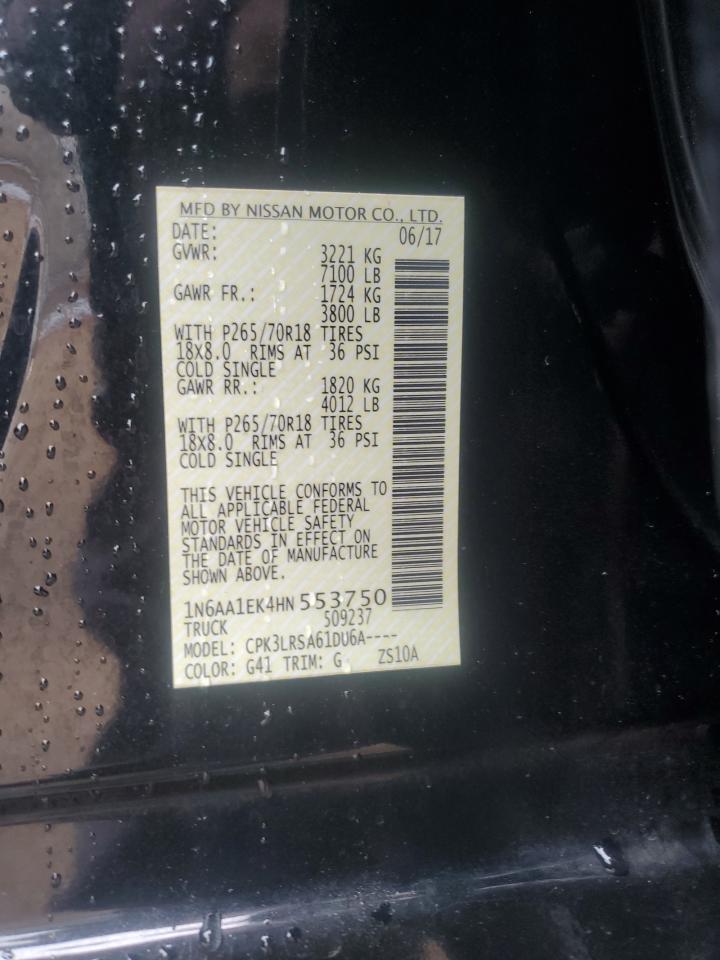 MFD BY NISSAN MOTOR CO., LTD.
DATE: 06/17
GVWR: 3221 KG
7100 LB
GAWR FR.: 1724 KG
3800 LB
WITH P265/70R18 TIRES
18X8.0 RIMS AT 36 PSI
COLD SINGLE
GAWR RR.: 1820 KG
4012 LB
WITH P265/70R18 TIRES
18X8.0 RIMS AT 36 PSI
COLD SINGLE
THIS VEHICLE CONFORMS TO
ALL APPLICABLE FEDERAL
MOTOR VEHICLE SAFETY
STANDARDS IN EFFECT ON
THE DATE OF MANUFACTURE
SHOWN ABOVE.
1N6AA1EK4HN553750
TRUCK 509237
MODEL: CPK3LRSA61DU6A----
COLOR: G41 TRIM: G ZS10A